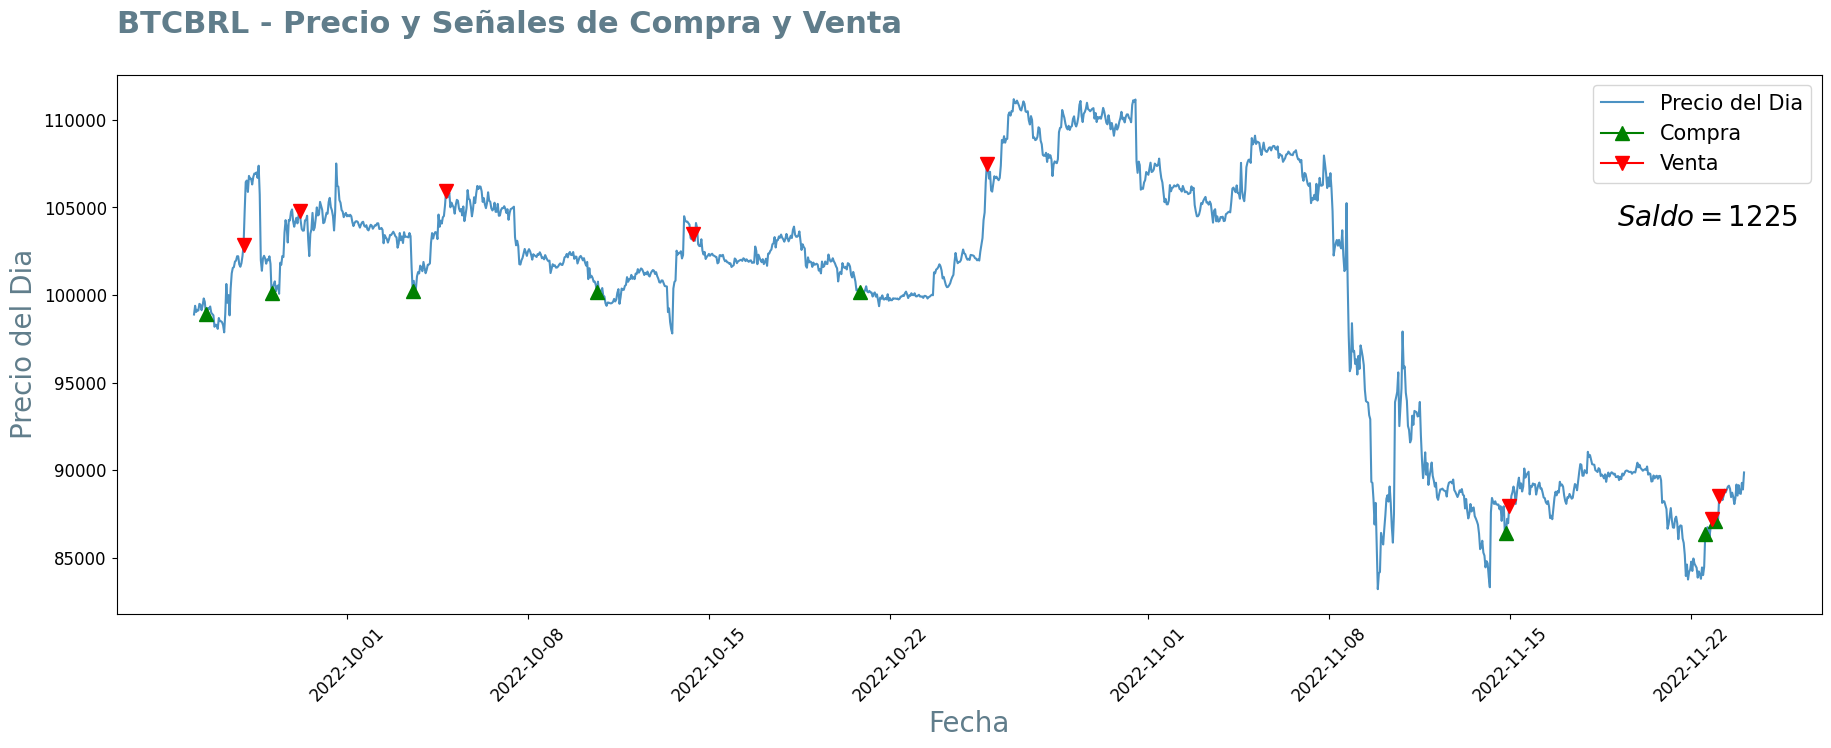 BTCBRL - Precio y Señales de Compra y Venta
Precio del Dia
Compra
Venta
Saldo = 1225
Precio del Dia
110000
105000
100000
95000
90000
85000
2022-10-01
2022-10-08
2022-10-15
2022-10-22
2022-11-01
2022-11-08
2022-11-15
2022-11-22
Fecha